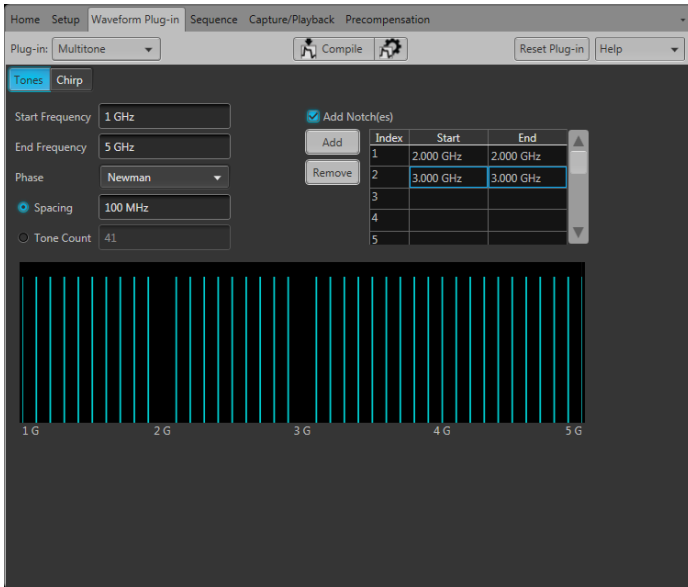 Home Setup Waveform Plug-in Sequence Capture/Playback Precompensation
Plug-in: Multitone Compile Reset Plug-in Help
Tones Chirp
Start Frequency 1 GHz
End Frequency 5 GHz
Phase Newman
Spacing 100 MHz
Tone Count 41
Add Notch(es)
Add
Remove
Index Start End
1 2.000 GHz 2.000 GHz
2 3.000 GHz 3.000 GHz
3
4
5
1 G 2 G 3 G 4 G 5 G